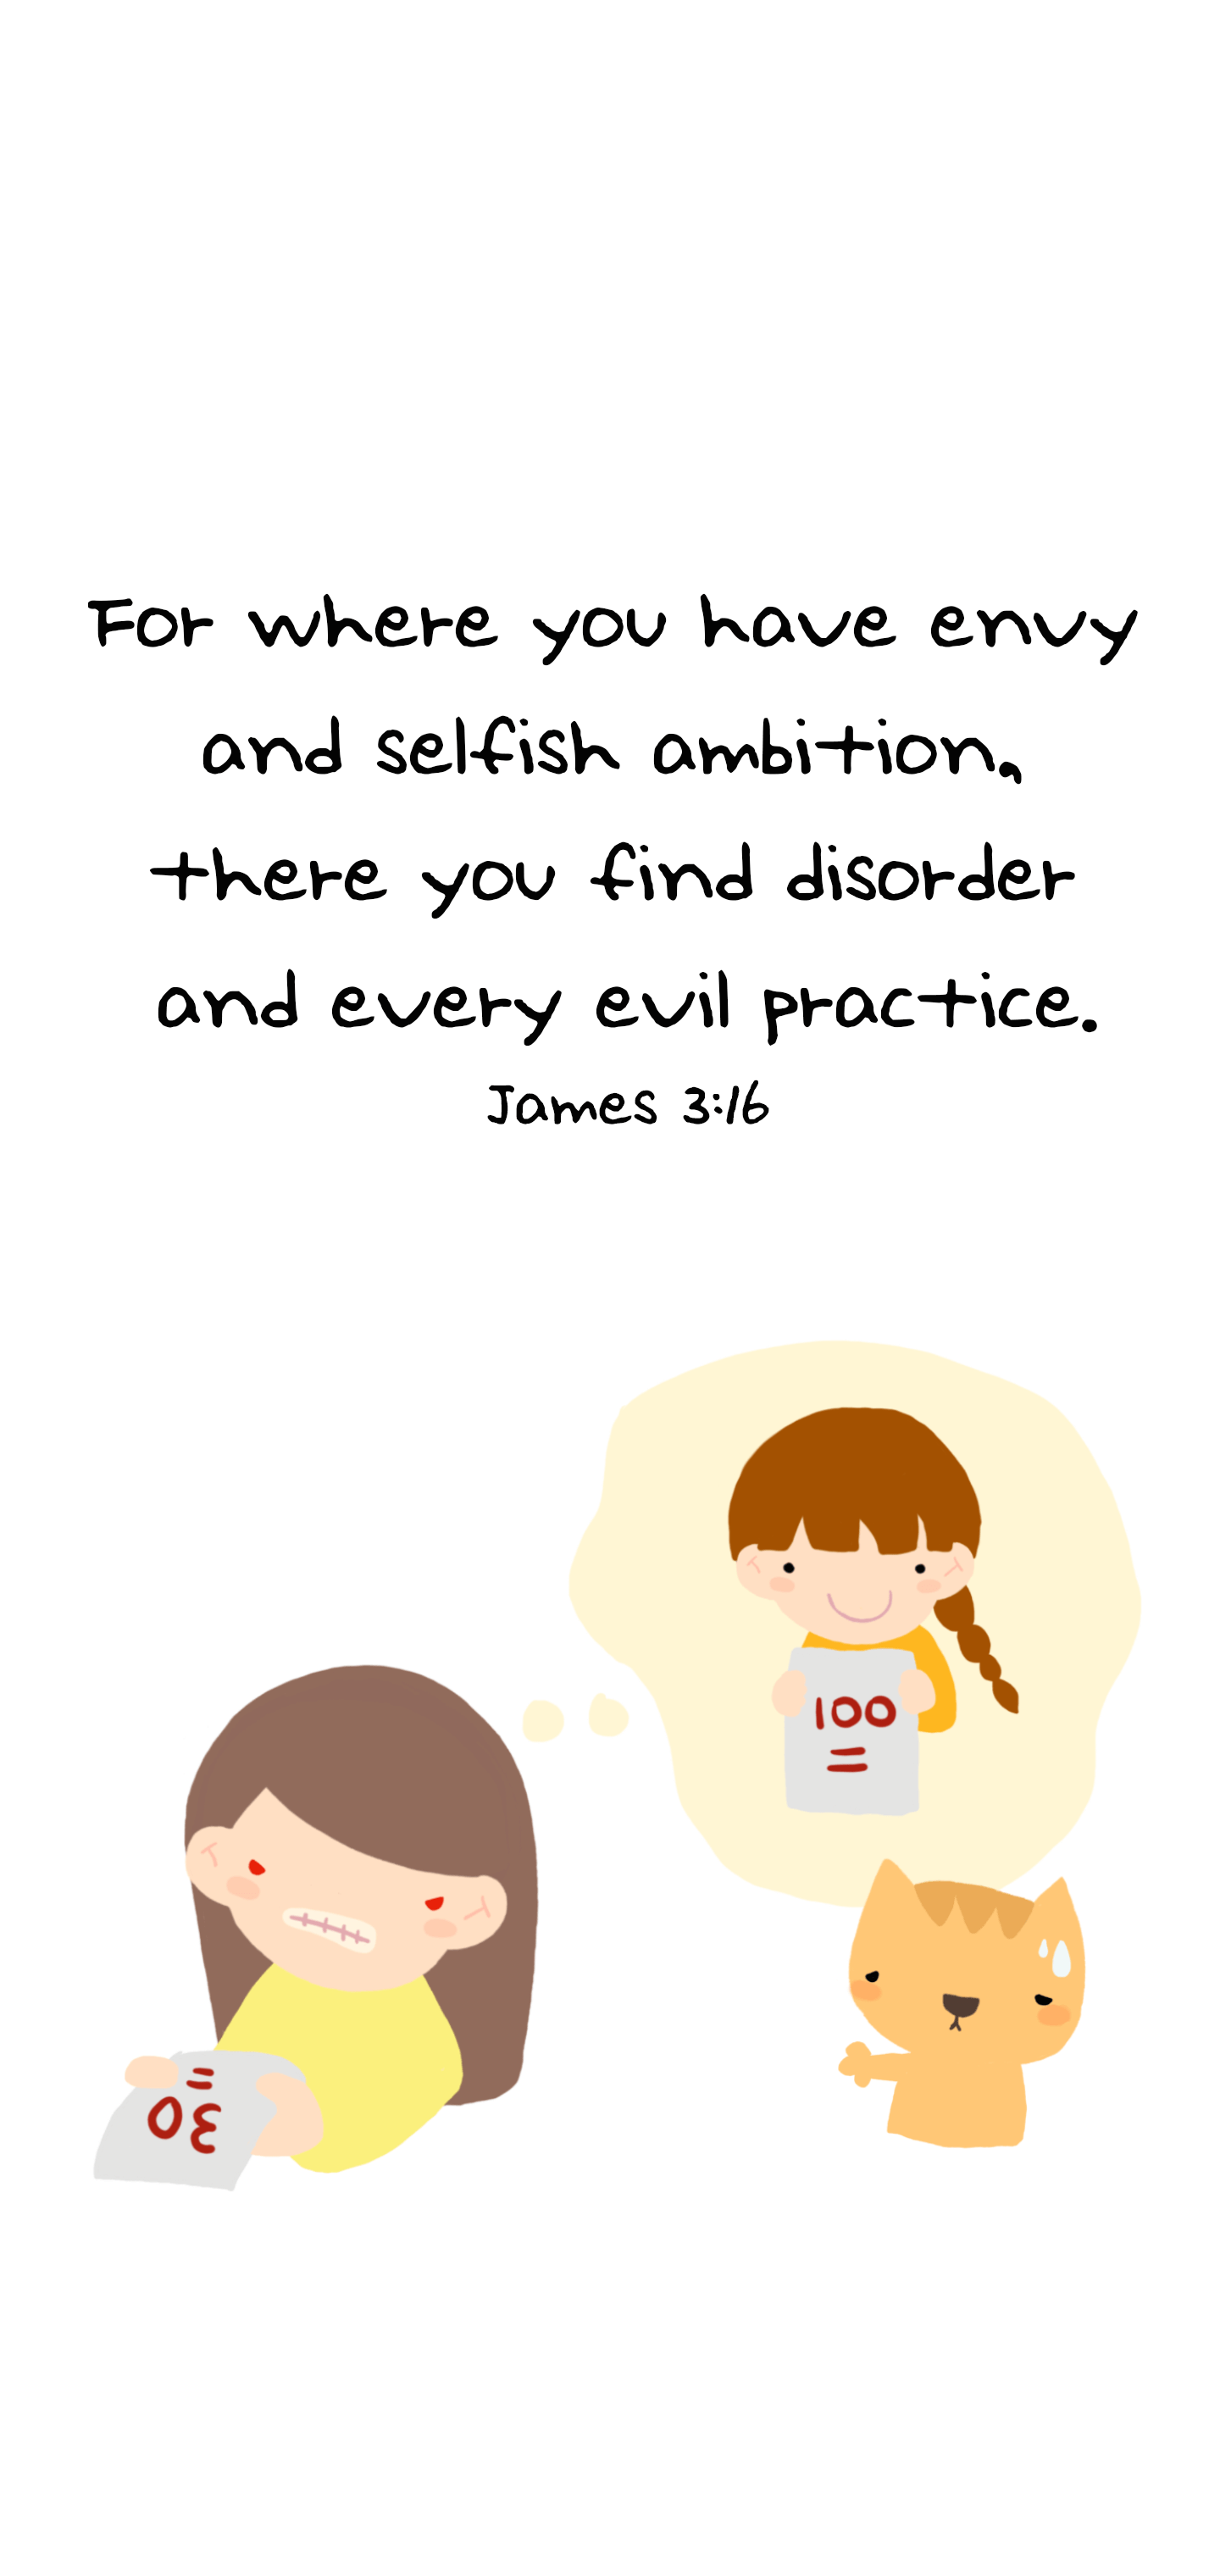 For where you have envy
and selfish ambition,
there you find disorder
and every evil practice.
James 3:16
100
30